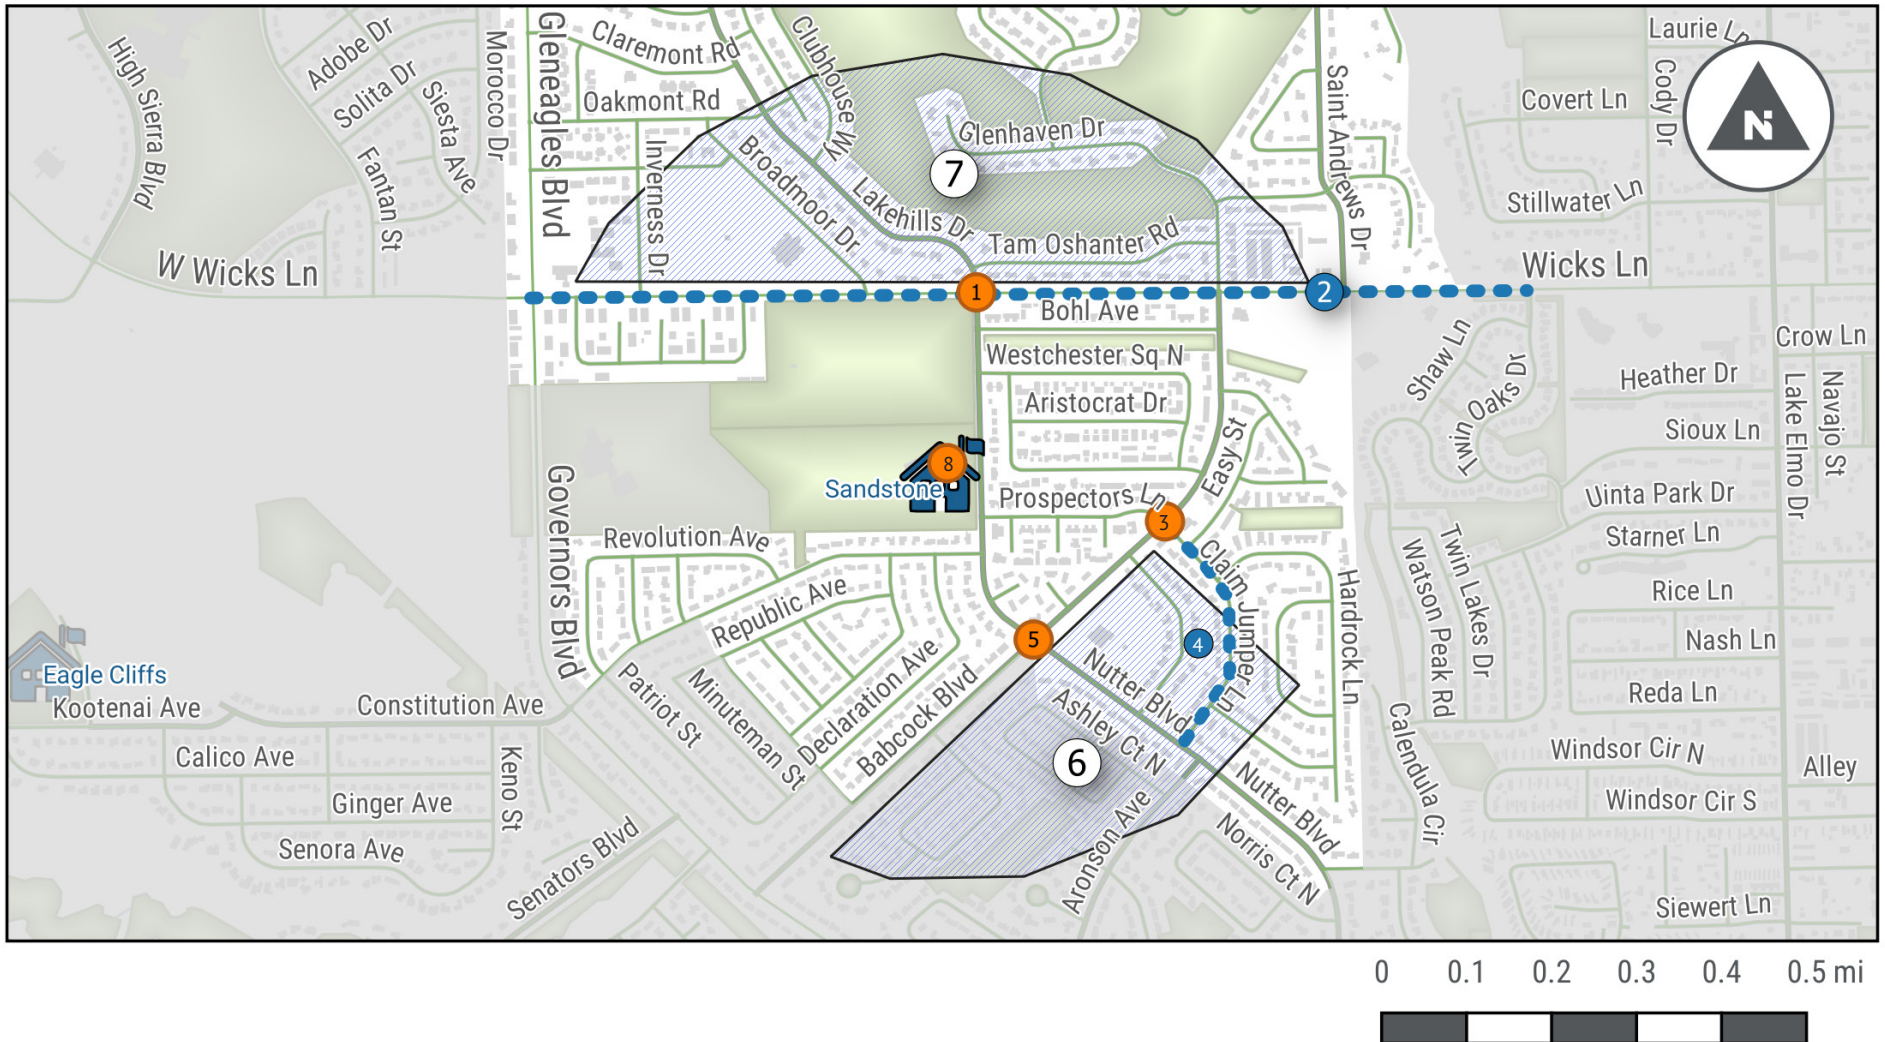 High Sierra Blvd
Adobe Dr
Solita Dr
Siesta Ave
Fantan St
Morocco Dr
Gleneagles Blvd
Claremont Rd
Oakmont Rd
Clubhouse Wy
Inverness Dr
Broadmoor Dr
Lakehills Dr
Glenhaven Dr
7
Tam Oshanter Rd
Saint Andrews Dr
Laurie Ln
Cody Dr
Covert Ln
Stillwater Ln
N
W Wicks Ln
Wicks Ln
1
2
Bohl Ave
Westchester Sq N
Aristocrat Dr
Easy St
Shaw Ln
Twin Oaks Dr
Crow Ln
Heather Dr
Lake Elmo Dr
Navajo St
Sioux Ln
8
Sandstone
Prospectors Ln
3
Uinta Park Dr
Starner Ln
Governors Blvd
Revolution Ave
Republic Ave
Claim Jumper Ln
Hardrock Ln
Watson Peak Rd
Twin Lakes Dr
Rice Ln
Nash Ln
Reda Ln
5
4
Eagle Cliffs
Kootenai Ave
Constitution Ave
Patriot St
Minuteman St
Declaration Ave
Babcock Blvd
Nutter Blvd
Ashley Ct N
6
Calico Ave
Keno St
Ginger Ave
Senora Ave
Senators Blvd
Aronson Ave
Nutter Blvd
Norris Ct N
Calendula Cir
Windsor Cir N
Alley
Windsor Cir S
Siewert Ln
0 0.1 0.2 0.3 0.4 0.5 mi